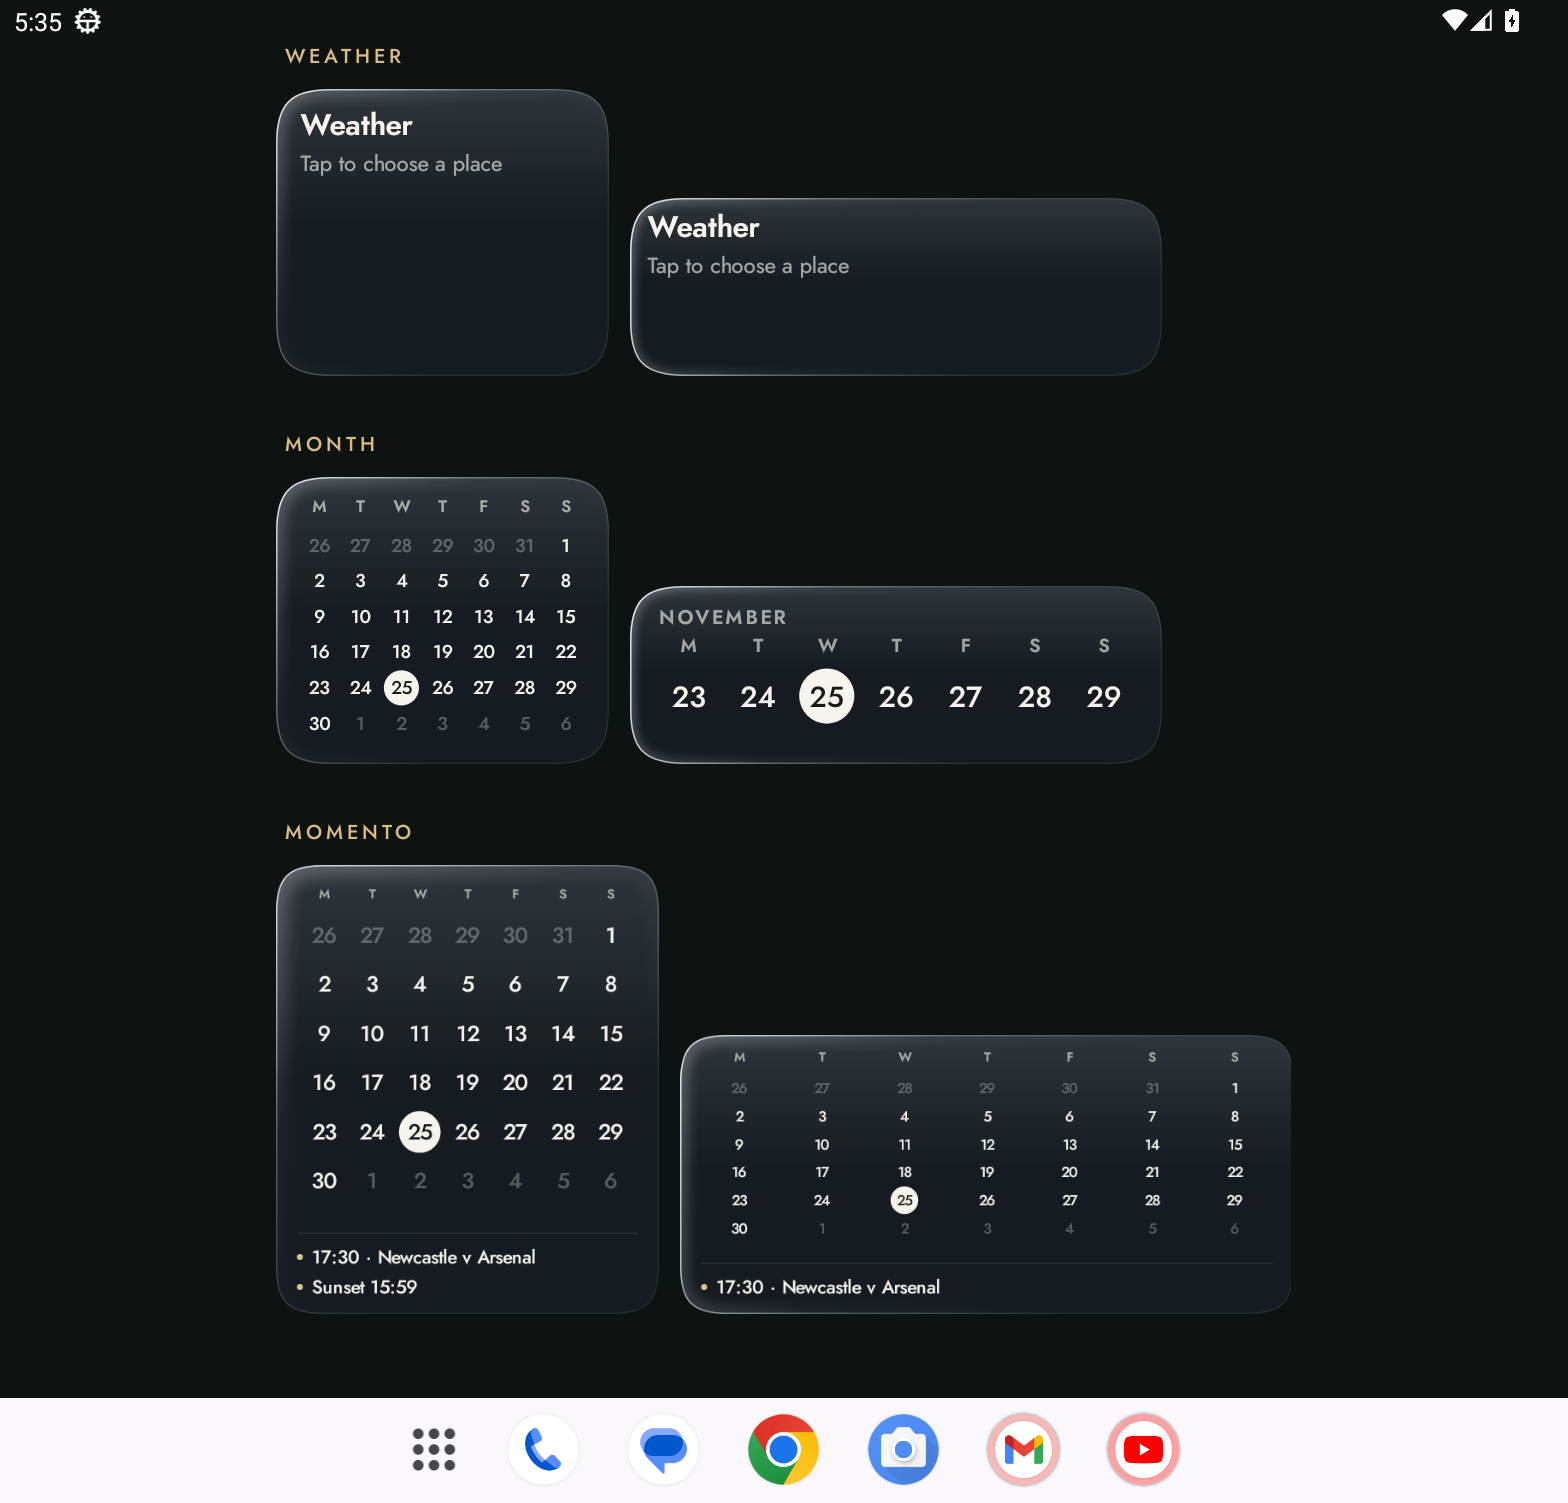 5:35
WEATHER
Weather
Tap to choose a place
Weather
Tap to choose a place
MONTH
M T W T F S S
26 27 28 29 30 31 1
2 3 4 5 6 7 8
9 10 11 12 13 14 15
16 17 18 19 20 21 22
23 24 25 26 27 28 29
30 1 2 3 4 5 6
NOVEMBER
M T W T F S S
23 24 25 26 27 28 29
MOMENTO
M T W T F S S
26 27 28 29 30 31 1
2 3 4 5 6 7 8
9 10 11 12 13 14 15
16 17 18 19 20 21 22
23 24 25 26 27 28 29
30 1 2 3 4 5 6
• 17:30 · Newcastle v Arsenal
• Sunset 15:59
M T W T F S S
26 27 28 29 30 31 1
2 3 4 5 6 7 8
9 10 11 12 13 14 15
16 17 18 19 20 21 22
23 24 25 26 27 28 29
30 1 2 3 4 5 6
• 17:30 · Newcastle v Arsenal